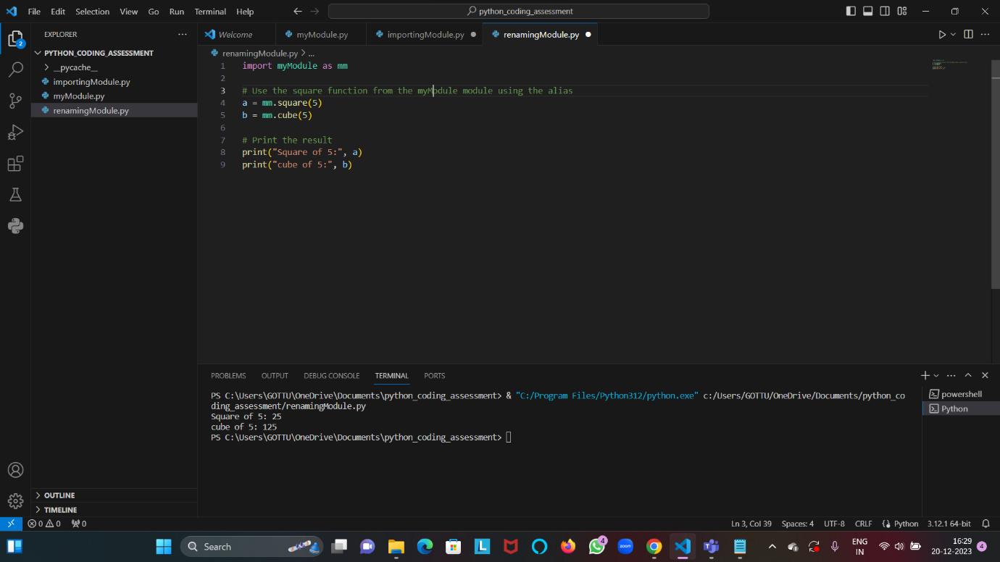 File Edit Selection View Go Run Terminal Help
python_coding_assessment
EXPLORER
2
PYTHON_CODING_ASSESSMENT
__pycache__
importingModule.py
myModule.py
renamingModule.py
OUTLINE
TIMELINE
Welcome myModule.py importingModule.py renamingModule.py
renamingModule.py > ...
1 import myModule as mm
2
3 # Use the square function from the myModule module using the alias
4 a = mm.square(5)
5 b = mm.cube(5)
6
7 # Print the result
8 print("Square of 5:", a)
9 print("cube of 5:", b)
PROBLEMS OUTPUT DEBUG CONSOLE TERMINAL PORTS
PS C:\Users\GOTTU\OneDrive\Documents\python_coding_assessment> & "C:/Program Files/Python312/python.exe" c:/Users/GOTTU/OneDrive/Documents/python_co
ding_assessment/renamingModule.py
Square of 5: 25
cube of 5: 125
PS C:\Users\GOTTU\OneDrive\Documents\python_coding_assessment>
powershell
Python
0 0 0
Ln 3, Col 39 Spaces: 4 UTF-8 CRLF {} Python 3.12.1 64-bit
Search
L
4
zoom
ENG
IN
16:29
20-12-2023
4